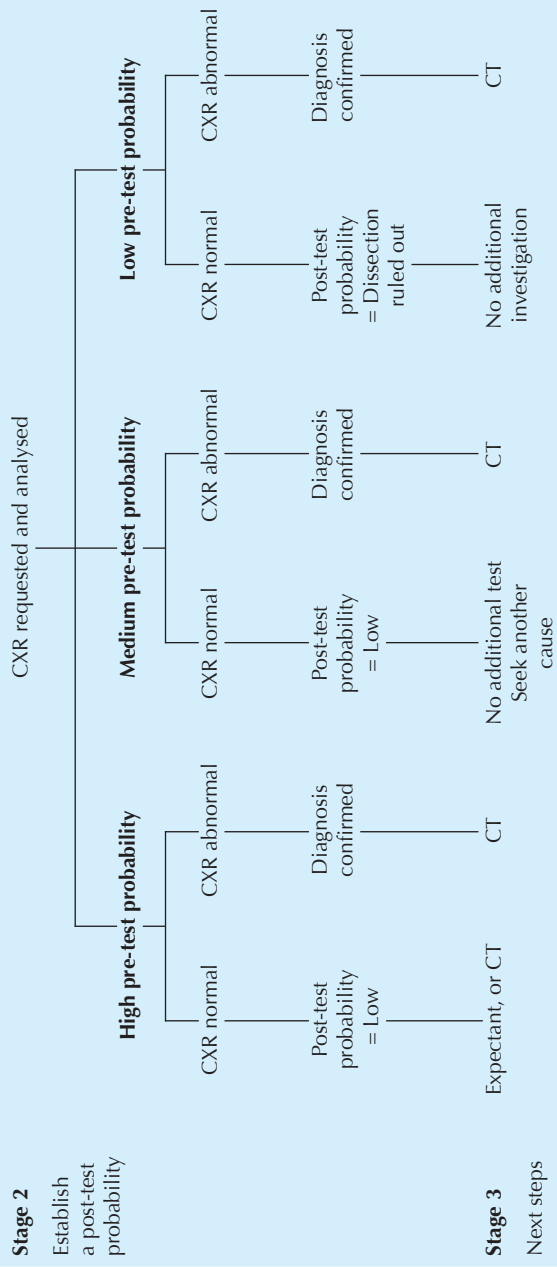 Stage 2
Establish
a post-test
probability
CXR requested and analysed
High pre-test probability
Medium pre-test probability
Low pre-test probability
CXR normal
CXR abnormal
CXR normal
CXR abnormal
CXR normal
CXR abnormal
Post-test
probability
= Low
Diagnosis
confirmed
Post-test
probability
= Low
Diagnosis
confirmed
Post-test
probability
= Dissection
ruled out
Diagnosis
confirmed
Stage 3
Next steps
Expectant, or CT
CT
No additional test
Seek another
cause
CT
No additional
investigation
CT